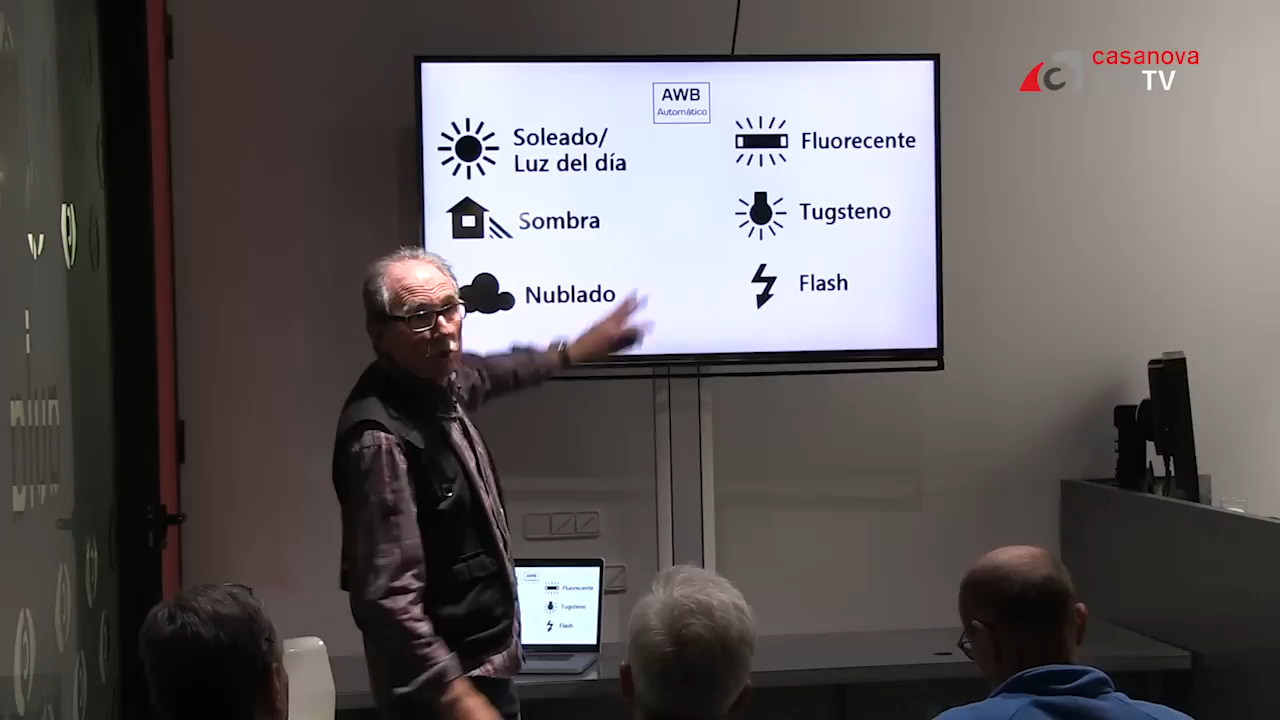 casanova
TV
AWB
Automático
Soleado/
Luz del día
Sombra
Nublado
Fluorecente
Tugsteno
Flash
AWB
Fluorecente
Tugsteno
Flash